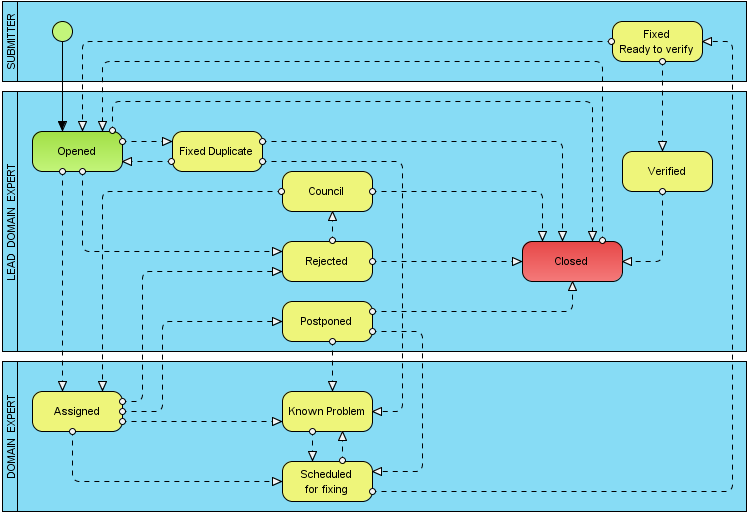 SUBMITTER
Fixed
Ready to verify
LEAD DOMAIN EXPERT
Opened
Fixed Duplicate
Verified
Council
Rejected
Closed
Postponed
DOMAIN EXPERT
Assigned
Known Problem
Scheduled
for fixing